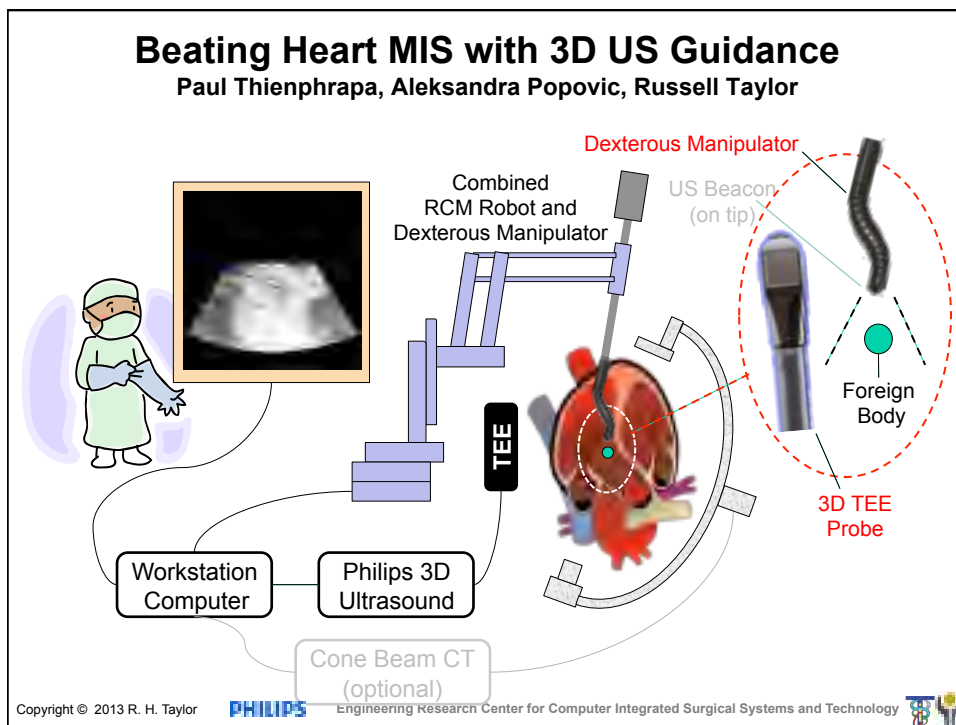 Beating Heart MIS with 3D US Guidance
Paul Thienphrapa, Aleksandra Popovic, Russell Taylor
Dexterous Manipulator
US Beacon
(on tip)
Combined
RCM Robot and
Dexterous Manipulator
Foreign
Body
TEE
3D TEE
Probe
Workstation
Computer
Philips 3D
Ultrasound
Cone Beam CT
(optional)
Copyright © 2013 R. H. Taylor
PHILIPS
Engineering Research Center for Computer Integrated Surgical Systems and Technology